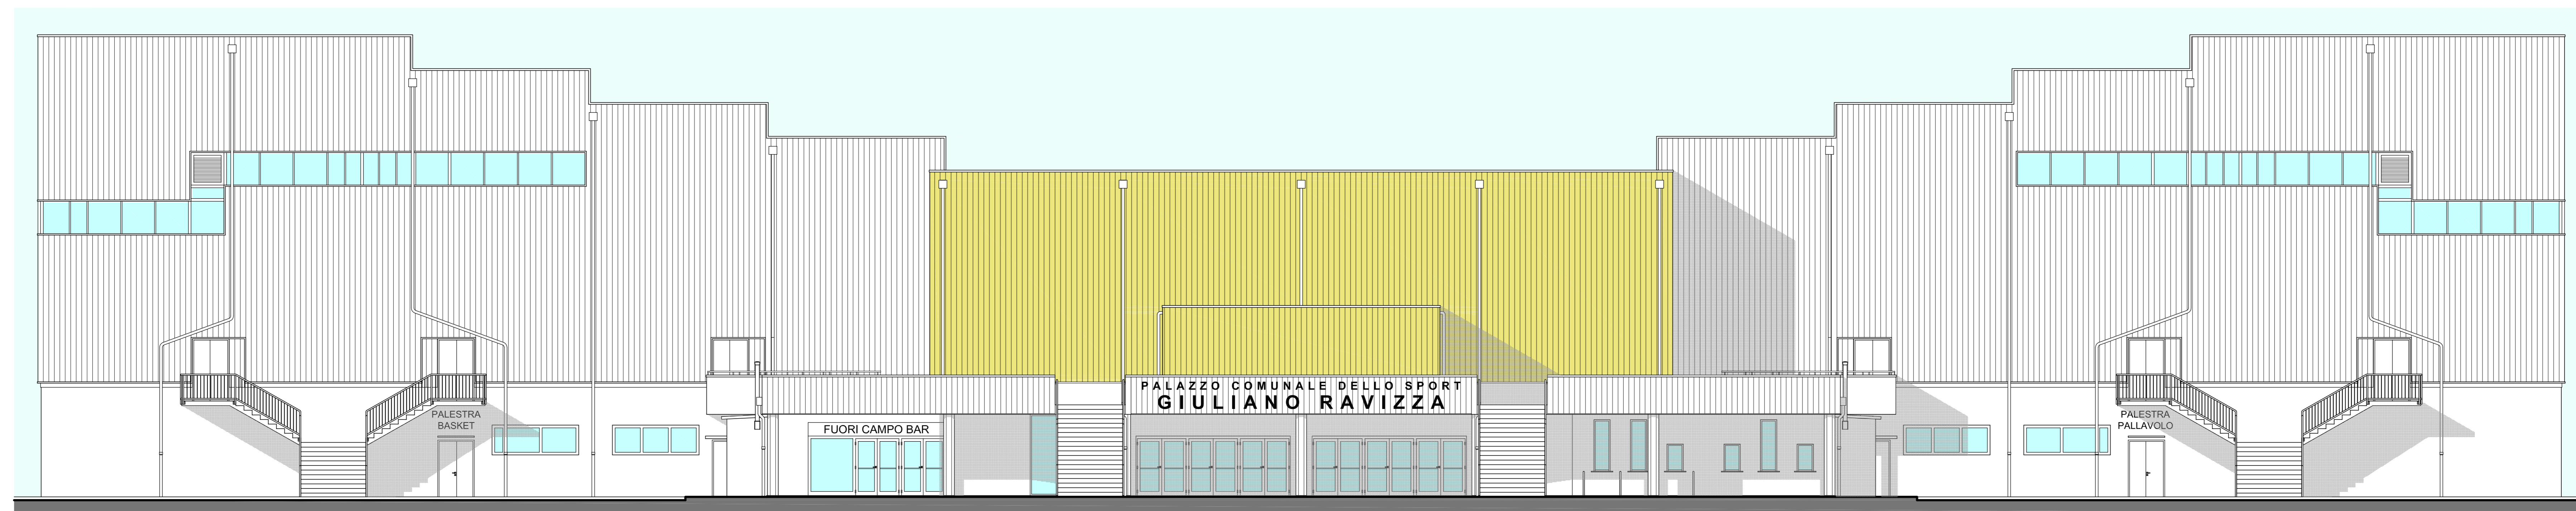 PALAZZO COMUNALE DELLO SPORT
GIULIANO RAVIZZA
PALESTRA
BASKET
FUORI CAMPO BAR
PALESTRA
PALLAVOLO